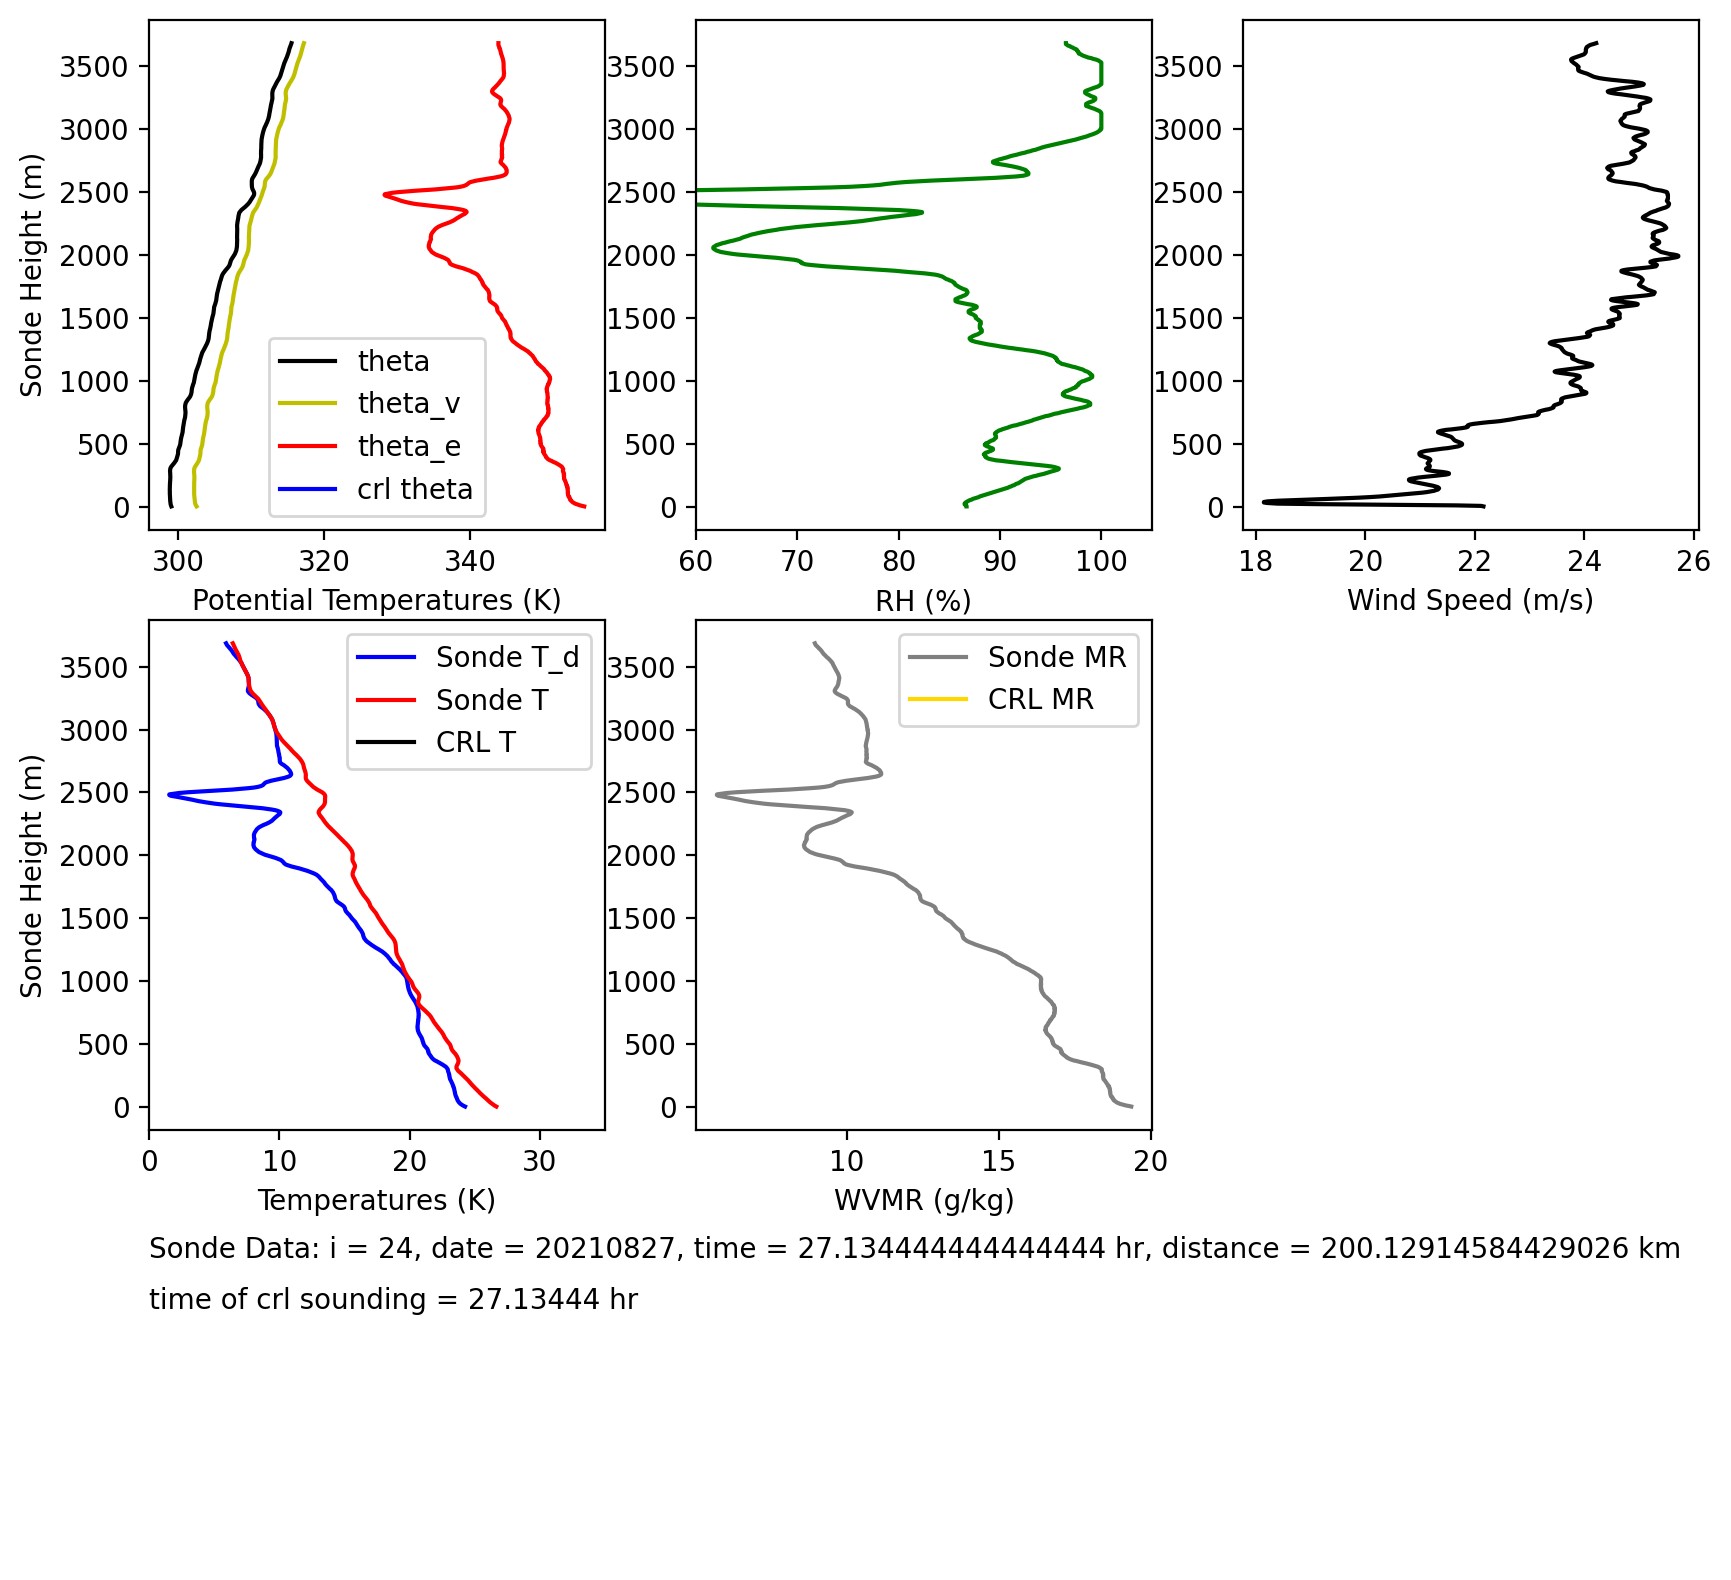 3500
3000
2500
2000
1500
1000
500
0
Sonde Height (m)
theta
theta_v
theta_e
crl theta
300 320 340
Potential Temperatures (K)
3500
3000
2500
2000
1500
1000
500
0
60 70 80 90 100
RH (%)
3500
3000
2500
2000
1500
1000
500
0
18 20 22 24 26
Wind Speed (m/s)
3500
3000
2500
2000
1500
1000
500
0
Sonde Height (m)
Sonde T_d
Sonde T
CRL T
0 10 20 30
Temperatures (K)
3500
3000
2500
2000
1500
1000
500
0
Sonde MR
CRL MR
10 15 20
WVMR (g/kg)
Sonde Data: i = 24, date = 20210827, time = 27.134444444444444 hr, distance = 200.12914584429026 km
time of crl sounding = 27.13444 hr